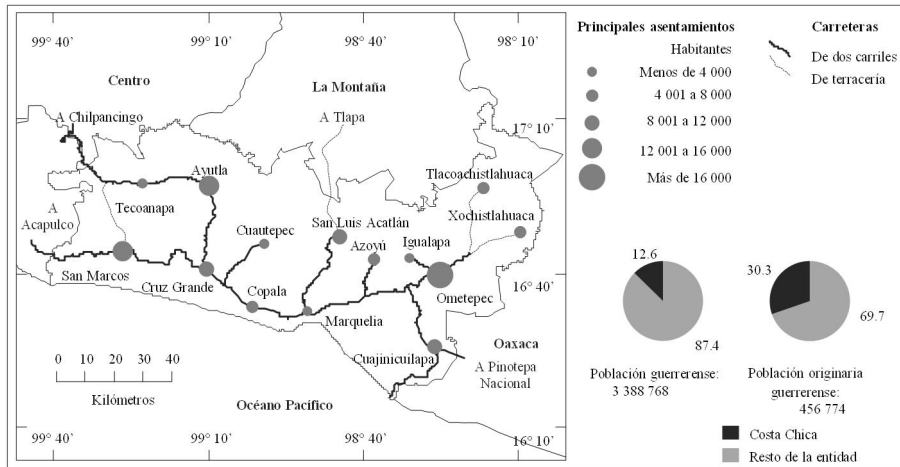 99° 40’
99° 10’
98° 40’
98° 10’
Centro
La Montaña
A Chilpancingo
A Tlapa
17° 10’
Ayutla
Tlacoachistlahuaca
Tecoanapa
A
Acapulco
Cuautepec
San Luis Acatlán
Xochistlahuaca
Azoyú
Igualapa
San Marcos
Cruz Grande
16° 40’
Copala
Ometepec
Marquelia
Oaxaca
Cuajinicuilapa
A Pinotepa
Nacional
0 10 20 30 40
Kilómetros
Océano Pacífico
99° 40’
99° 10’
98° 40’
16° 10’
Principales asentamientos
Habitantes
Menos de 4 000
4 001 a 8 000
8 001 a 12 000
12 001 a 16 000
Más de 16 000
Carreteras
De dos carriles
De terracería
12.6
87.4
Población guerrerense:
3 388 768
30.3
69.7
Población originaria
guerrerense:
456 774
Costa Chica
Resto de la entidad